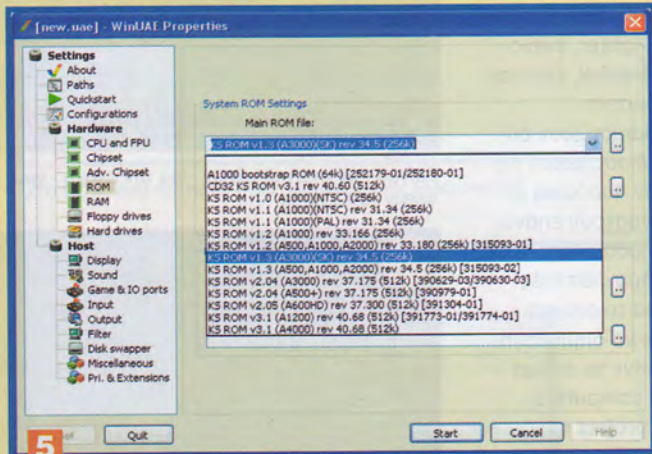 [new.uae] - WinUAE Properties
Settings
About
Paths
Quickstart
Configurations
Hardware
CPU and FPU
Chipset
Adv. Chipset
ROM
RAM
Floppy drives
Hard drives
Host
Display
Sound
Game & IO ports
Input
Output
Filter
Disk swapper
Miscellaneous
Pri. & Extensions
System ROM Settings
Main ROM file:
KS ROM v1.3 (A3000)(SK) rev 34.5 (256k)
A1000 bootstrap ROM (64k) [252179-01/252180-01]
CD32 KS ROM v3.1 rev 40.60 (512k)
KS ROM v1.0 (A1000)(NTSC) (256k)
KS ROM v1.1 (A1000)(NTSC) rev 31.34 (256k)
KS ROM v1.1 (A1000)(PAL) rev 31.34 (256k)
KS ROM v1.2 (A1000) rev 33.166 (256k)
KS ROM v1.2 (A500,A1000,A2000) rev 33.180 (256k) [315093-01]
KS ROM v1.3 (A3000)(SK) rev 34.5 (256k)
KS ROM v1.3 (A500,A1000,A2000) rev 34.5 (256k) [315093-02]
KS ROM v2.04 (A3000) rev 37.175 (512k) [390629-03/390630-03]
KS ROM v2.04 (A500+) rev 37.175 (512k) [390979-01]
KS ROM v2.05 (A600HD) rev 37.300 (512k) [391304-01]
KS ROM v3.1 (A1200) rev 40.68 (512k) [391773-01/391774-01]
KS ROM v3.1 (A4000) rev 40.68 (512k)
5
Quit
Start
Cancel
Help